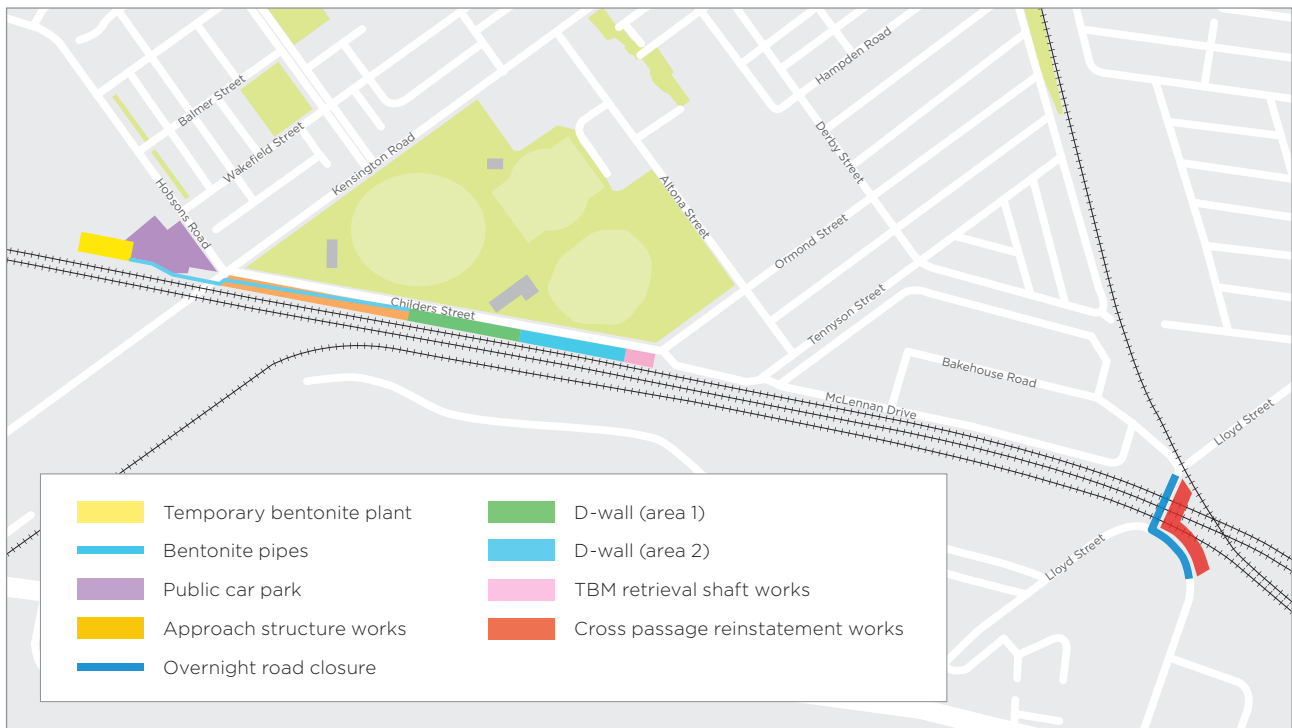 Balmer Street
Wakefield Street
Hobsons Road
Kensington Road
Hampden Road
Derby Street
Altona Street
Ormond Street
Childers Street
Tennyson Street
Bakehouse Road
McLennan Drive
Lloyd Street
Lloyd Street
Temporary bentonite plant
Bentonite pipes
Public car park
Approach structure works
Overnight road closure
D-wall (area 1)
D-wall (area 2)
TBM retrieval shaft works
Cross passage reinstatement works